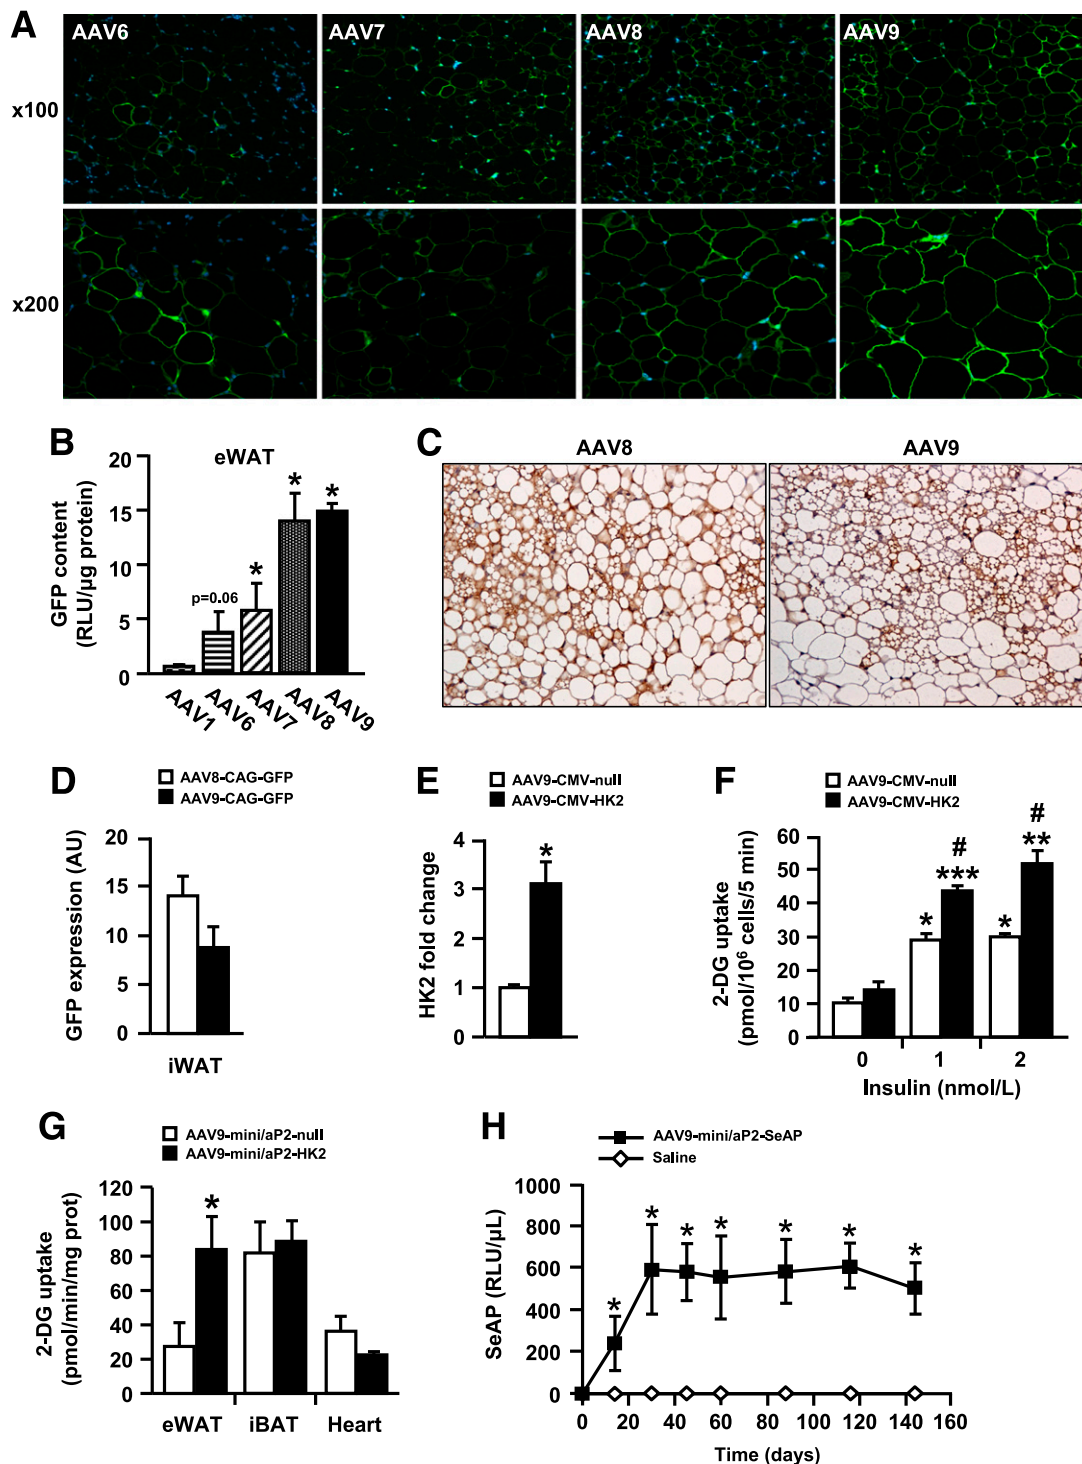 A
AAV6 AAV7 AAV8 AAV9
x100
x200
B
eWAT
GFP content
(RLU/µg protein)
20
15
10
5
0
p=0.06
*
*
*
AAV1 AAV6 AAV7 AAV8 AAV9
C
AAV8 AAV9
D
AAV8-CAG-GFP
AAV9-CAG-GFP
GFP expression (AU)
20
15
10
5
0
iWAT
E
AAV9-CMV-null
AAV9-CMV-HK2
HK2 fold change
4
3
2
1
0
*
F
AAV9-CMV-null
AAV9-CMV-HK2
2-DG uptake
(pmol/10⁶ cells/5 min)
60
50
40
30
20
10
0
*
#
***
*
#
**
0 1 2
Insulin (nmol/L)
G
AAV9-mini/aP2-null
AAV9-mini/aP2-HK2
2-DG uptake
(pmol/min/mg prot)
120
100
80
60
40
20
0
*
eWAT iBAT Heart
H
AAV9-mini/aP2-SeAP
Saline
SeAP (RLU/µL)
1000
800
600
400
200
0
* * * * * * *
0 20 40 60 80 100 120 140 160
Time (days)